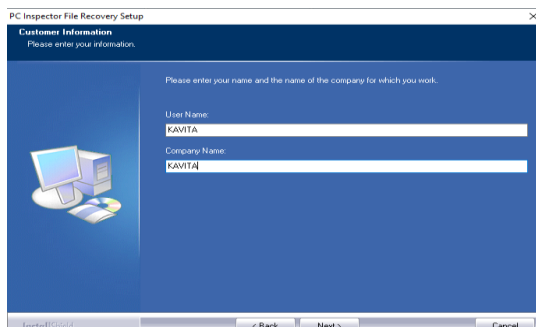 PC Inspector File Recovery Setup
Customer Information
Please enter your information.
Please enter your name and the name of the company for which you work.
User Name:
KAVITA
Company Name:
KAVITA
InstallShield
< Back Next > Cancel